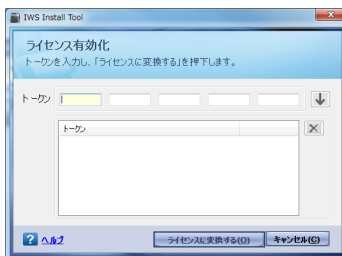 IWS Install Tool
ライセンス有効化
トークンを入力し、「ライセンスに変換する」を押下します。
トークン
トークン
ヘルプ
ライセンスに変換する(O)
キャンセル(C)